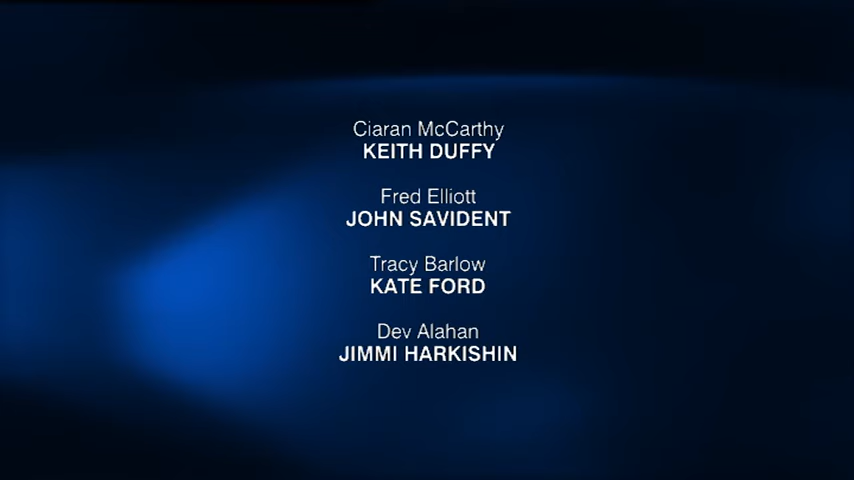 Ciaran McCarthy
KEITH DUFFY
Fred Elliott
JOHN SAVIDENT
Tracy Barlow
KATE FORD
Dev Alahan
JIMMI HARKISHIN